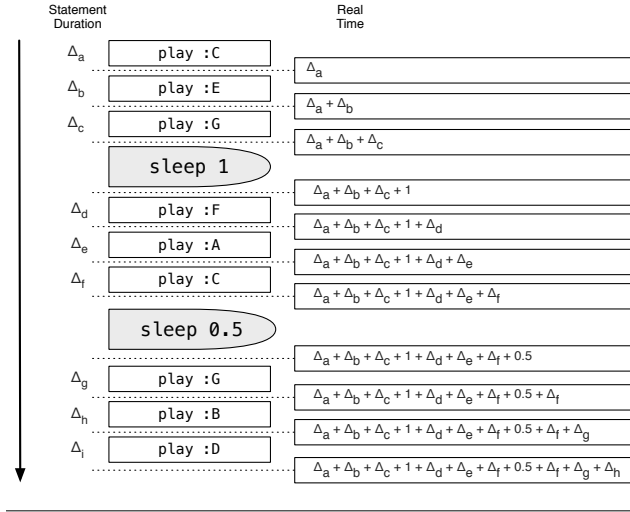 Statement Duration
Real Time
Δa play :C
Δa
Δb play :E
Δa + Δb
Δc play :G
Δa + Δb + Δc
sleep 1
Δa + Δb + Δc + 1
Δd play :F
Δa + Δb + Δc + 1 + Δd
Δe play :A
Δa + Δb + Δc + 1 + Δd + Δe
Δf play :C
Δa + Δb + Δc + 1 + Δd + Δe + Δf
sleep 0.5
Δa + Δb + Δc + 1 + Δd + Δe + Δf + 0.5
Δg play :G
Δa + Δb + Δc + 1 + Δd + Δe + Δf + 0.5 + Δf
Δh play :B
Δa + Δb + Δc + 1 + Δd + Δe + Δf + 0.5 + Δf + Δg
Δi play :D
Δa + Δb + Δc + 1 + Δd + Δe + Δf + 0.5 + Δf + Δg + Δh